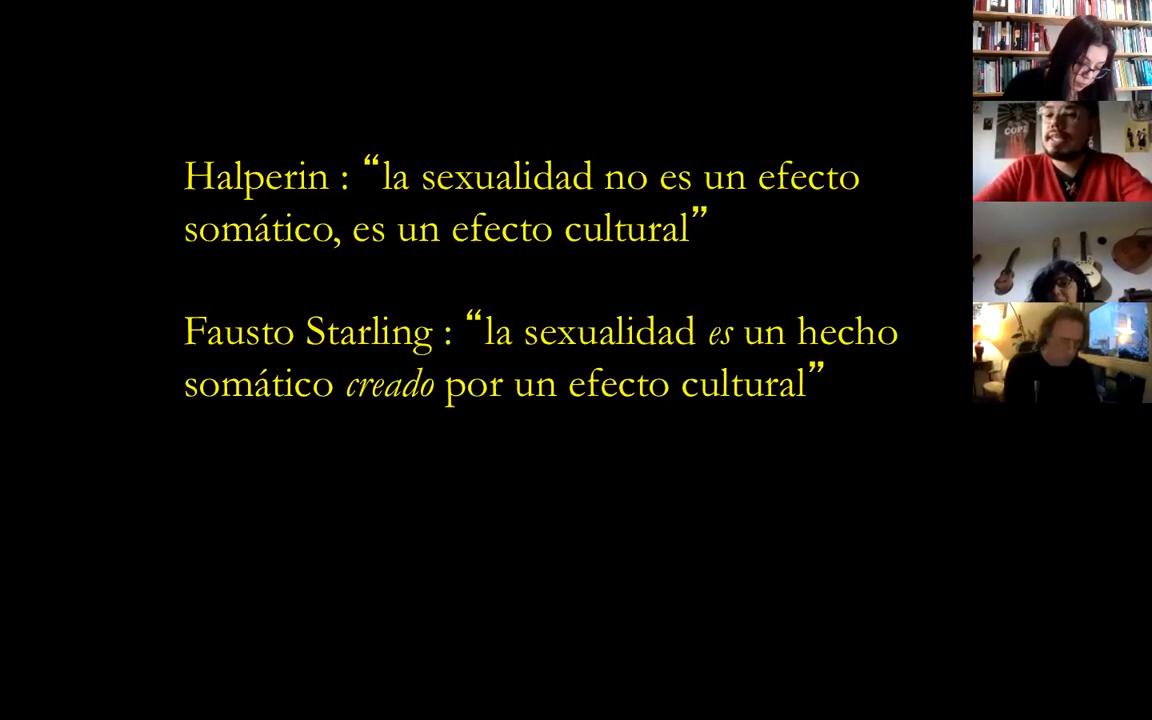 Halperin : “la sexualidad no es un efecto
somático, es un efecto cultural”
Fausto Starling : “la sexualidad es un hecho
somático creado por un efecto cultural”
COPE